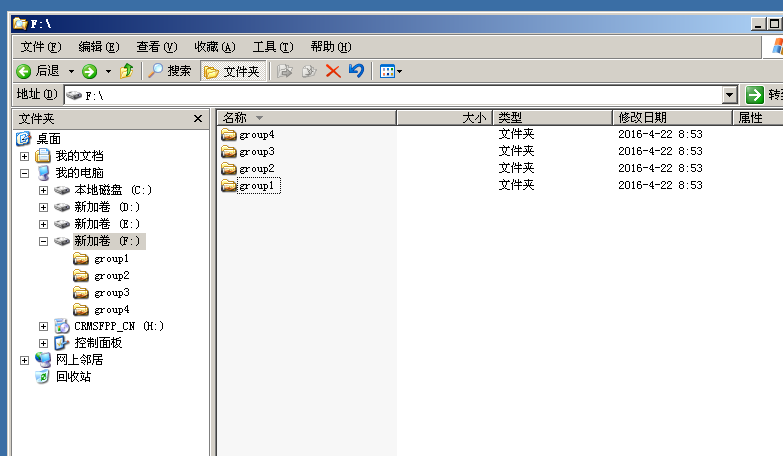 F:\
文件(F) 编辑(E) 查看(V) 收藏(A) 工具(T) 帮助(H)
后退 搜索 文件夹
地址(D) F:\ 转到
文件夹
桌面
我的文档
我的电脑
本地磁盘 (C:)
新加卷 (D:)
新加卷 (E:)
新加卷 (F:)
group1
group2
group3
group4
CRMSFPP_CN (H:)
控制面板
网上邻居
回收站
名称 大小 类型 修改日期 属性
group4 文件夹 2016-4-22 8:53
group3 文件夹 2016-4-22 8:53
group2 文件夹 2016-4-22 8:53
group1 文件夹 2016-4-22 8:53